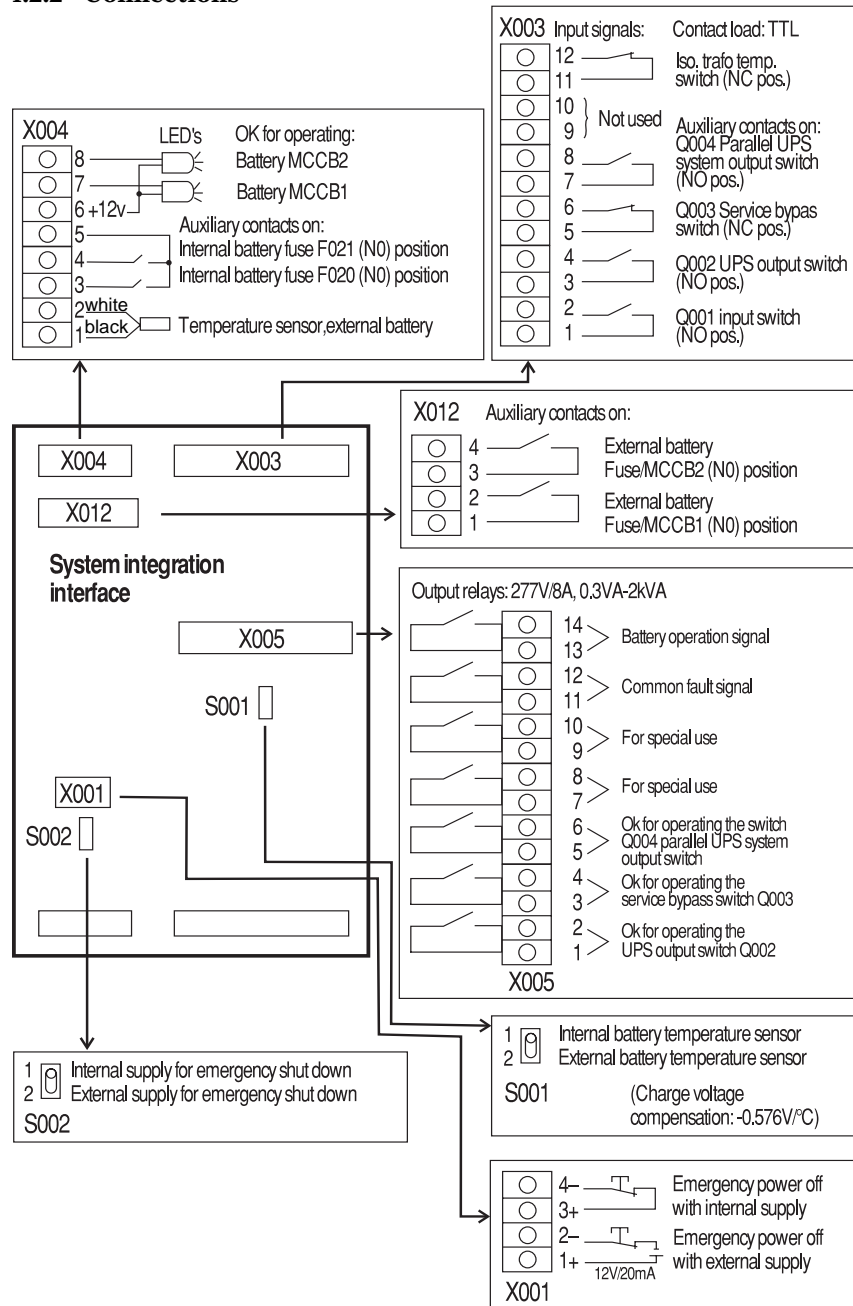 4.2.2 Connections
X003 Input signals: Contact load: TTL
12
11
Iso. trafo temp.
switch (NC pos.)
10
9
Not used
Auxiliary contacts on:
8
7
Q004 Parallel UPS
system output switch
(NO pos.)
6
5
Q003 Service bypas
switch (NC pos.)
4
3
Q002 UPS output switch
(NO pos.)
2
1
Q001 input switch
(NO pos.)
X004
LED's OK for operating:
8 Battery MCCB2
7 Battery MCCB1
6 +12v
5 Auxiliary contacts on:
4 Internal battery fuse F021 (N0) position
3 Internal battery fuse F020 (N0) position
2 white
1 black Temperature sensor,external battery
X012 Auxiliary contacts on:
4
3
External battery
Fuse/MCCB2 (N0) position
2
1
External battery
Fuse/MCCB1 (N0) position
X004 X003
X012
System integration
interface
X005
S001
X001
S002
Output relays: 277V/8A, 0.3VA-2kVA
14
13
Battery operation signal
12
11
Common fault signal
10
9
For special use
8
7
For special use
6
5
Ok for operating the switch
Q004 parallel UPS system
output switch
4
3
Ok for operating the
service bypass switch Q003
2
1
Ok for operating the
UPS output switch Q002
X005
1 Internal battery temperature sensor
2 External battery temperature sensor
S001 (Charge voltage
compensation: -0.576V/°C)
1 Internal supply for emergency shut down
2 External supply for emergency shut down
S002
4–
3+
Emergency power off
with internal supply
2–
1+
12V/20mA
Emergency power off
with external supply
X001